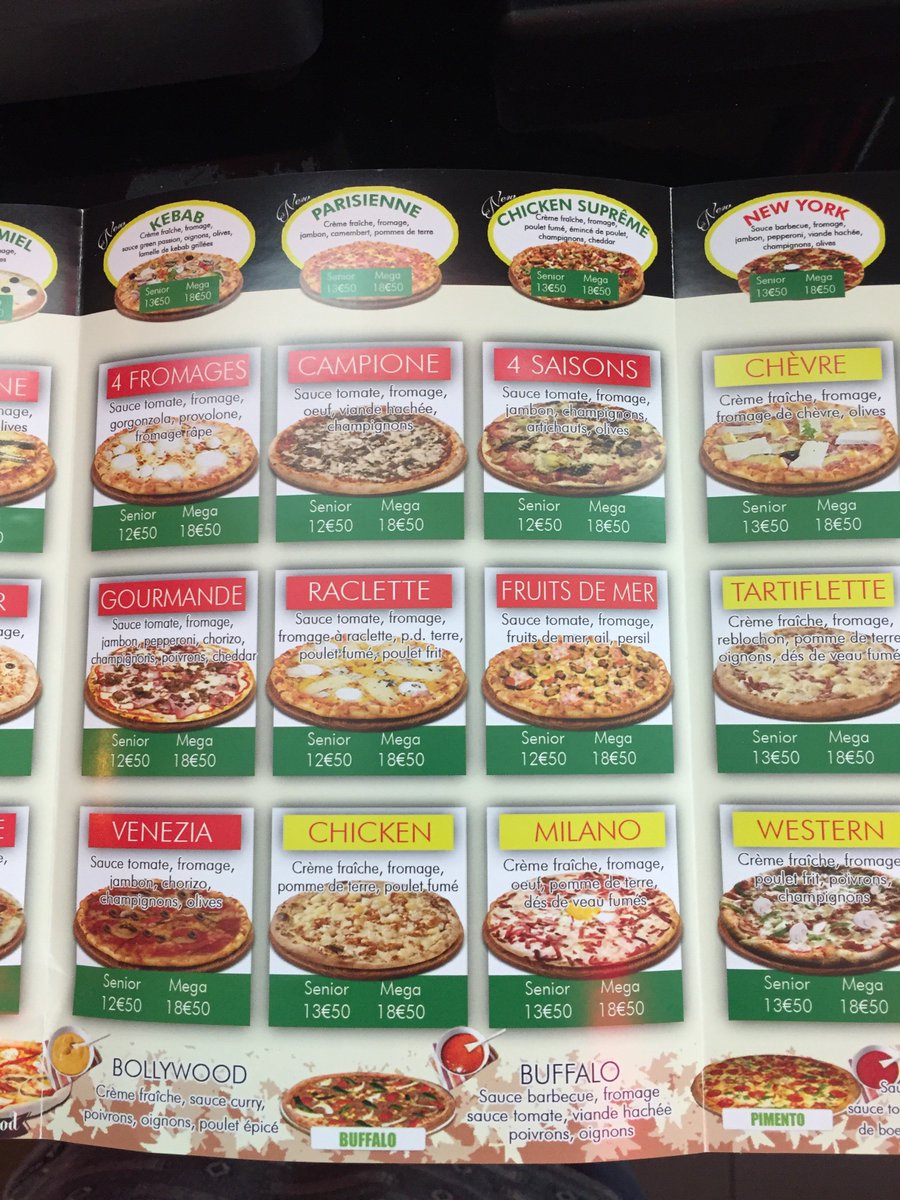 MIEL
New
KEBAB
Crême fraîche, fromage,
sauce green passion, oignons, olives,
lamelle de kebab grillées
Senior Mega
13€50 18€50
New
PARISIENNE
Crême fraîche, fromage,
jambon, camembert, pommes de terre
Senior Mega
13€50 18€50
New
CHICKEN SUPRÊME
Crême fraîche, fromage,
poulet fumé, émincé de poulet,
champignons, cheddar
Senior Mega
13€50 18€50
New
NEW YORK
Sauce barbecue, fromage,
jambon, pepperoni, viande hachée,
champignons, olives
Senior Mega
13€50 18€50
4 FROMAGES
Sauce tomate, fromage,
gorgonzola, provolone,
fromage râpe
Senior Mega
12€50 18€50
CAMPIONE
Sauce tomate, fromage,
oeuf, viande hachée,
champignons
Senior Mega
12€50 18€50
4 SAISONS
Sauce tomate, fromage,
jambon, champignons,
artichauts, olives
Senior Mega
12€50 18€50
CHÈVRE
Crême fraîche, fromage,
fromage de chèvre, olives
Senior Mega
13€50 18€50
GOURMANDE
Sauce tomate, fromage,
jambon, pepperoni, chorizo,
champignons, poivrons, cheddar
Senior Mega
12€50 18€50
RACLETTE
Sauce tomate, fromage,
fromage à raclette, p.d. terre,
poulet fumé, poulet frit
Senior Mega
12€50 18€50
FRUITS DE MER
Sauce tomate, fromage,
fruits de mer, ail, persil
Senior Mega
12€50 18€50
TARTIFLETTE
Crême fraîche, fromage,
reblochon, pomme de terre
oignons, dés de veau fumé
Senior Mega
13€50 18€50
VENEZIA
Sauce tomate, fromage,
jambon, chorizo,
champignons, olives
Senior Mega
12€50 18€50
CHICKEN
Crême fraîche, fromage,
pomme de terre, poulet fumé
Senior Mega
13€50 18€50
MILANO
Crême fraîche, fromage,
oeuf, pomme de terre,
dés de veau fumés
Senior Mega
13€50 18€50
WESTERN
Crême fraîche, fromage
poulet frit, poivrons,
champignons
Senior Mega
13€50 18€50
BOLLYWOOD
Crême fraîche, sauce curry,
poivrons, oignons, poulet épicé
BUFFALO
BUFFALO
Sauce barbecue, fromage
sauce tomate, viande hachée
poivrons, oignons
PIMENTO